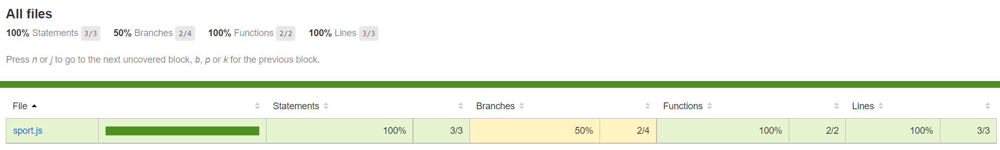 All files
100% Statements 3/3 50% Branches 2/4 100% Functions 2/2 100% Lines 3/3
Press n or j to go to the next uncovered block, b, p or k for the previous block.
File Statements Branches Functions Lines
sport.js 100% 3/3 50% 2/4 100% 2/2 100% 3/3